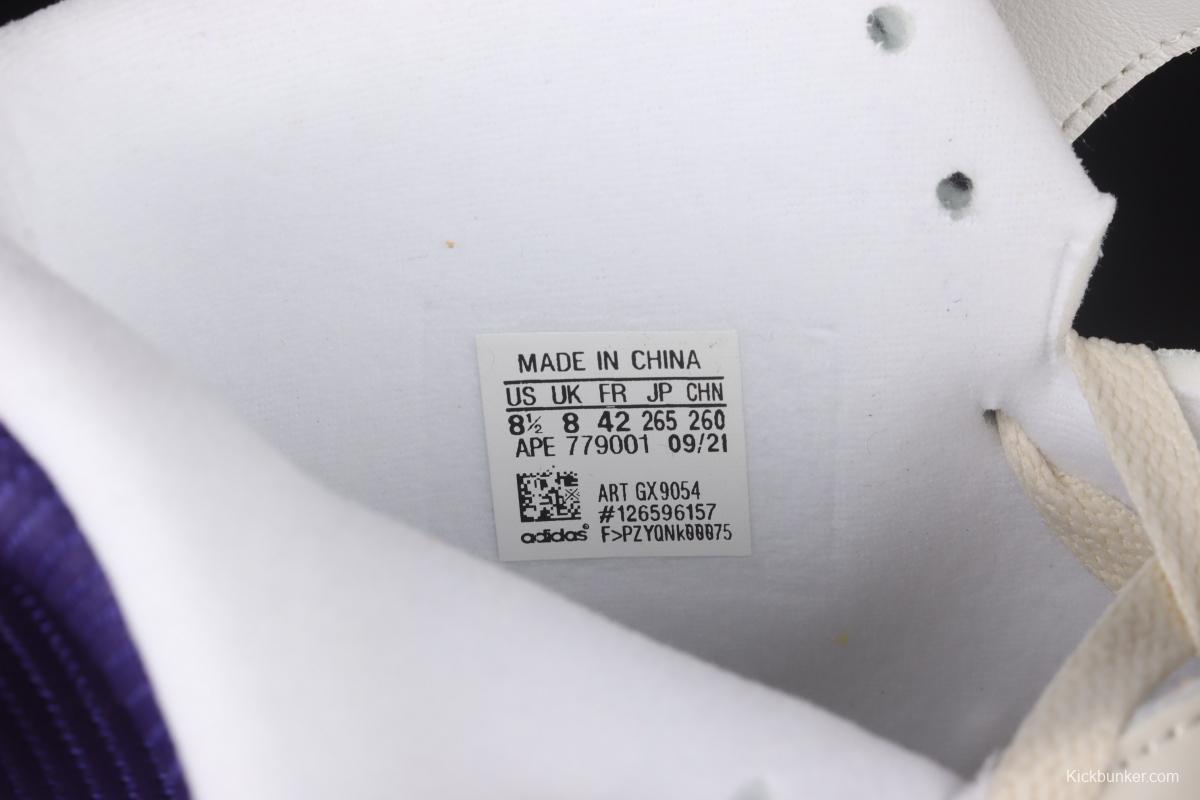 MADE IN CHINA
US UK FR JP CHN
8½ 8 42 265 260
APE 779001 09/21
ART GX9054
#126596157
adidas® F>PZYQNk00075
Kickbunker.com